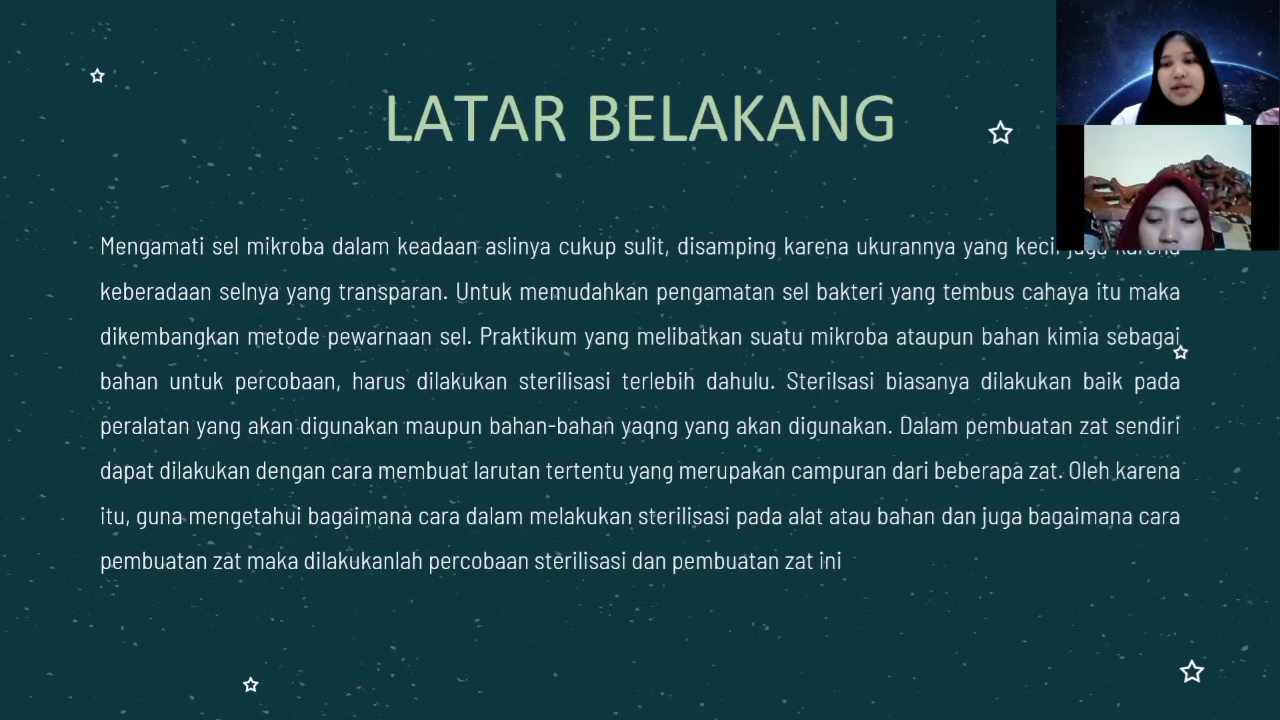 LATAR BELAKANG
Mengamati sel mikroba dalam keadaan aslinya cukup sulit, disamping karena ukurannya yang kecil juga karena
keberadaan selnya yang transparan. Untuk memudahkan pengamatan sel bakteri yang tembus cahaya itu maka
dikembangkan metode pewarnaan sel. Praktikum yang melibatkan suatu mikroba ataupun bahan kimia sebagai
bahan untuk percobaan, harus dilakukan sterilisasi terlebih dahulu. Sterilsasi biasanya dilakukan baik pada
peralatan yang akan digunakan maupun bahan-bahan yaqng yang akan digunakan. Dalam pembuatan zat sendiri
dapat dilakukan dengan cara membuat larutan tertentu yang merupakan campuran dari beberapa zat. Oleh karena
itu, guna mengetahui bagaimana cara dalam melakukan sterilisasi pada alat atau bahan dan juga bagaimana cara
pembuatan zat maka dilakukanlah percobaan sterilisasi dan pembuatan zat ini